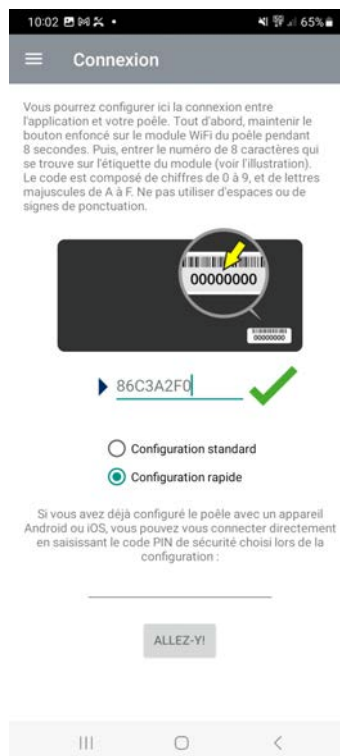 10:02
65%
Connexion
Vous pourrez configurer ici la connexion entre
l'application et votre poêle. Tout d'abord, maintenir le
bouton enfoncé sur le module WiFi du poêle pendant
8 secondes. Puis, entrer le numéro de 8 caractères qui
se trouve sur l'étiquette du module (voir l'illustration).
Le code est composé de chiffres de 0 à 9, et de lettres
majuscules de A à F. Ne pas utiliser d'espaces ou de
signes de ponctuation.
00000000
00000000
86C3A2F0
Configuration standard
Configuration rapide
Si vous avez déjà configuré le poêle avec un appareil
Android ou iOS, vous pouvez vous connecter directement
en saisissant le code PIN de sécurité choisi lors de la
configuration :
ALLEZ-Y!